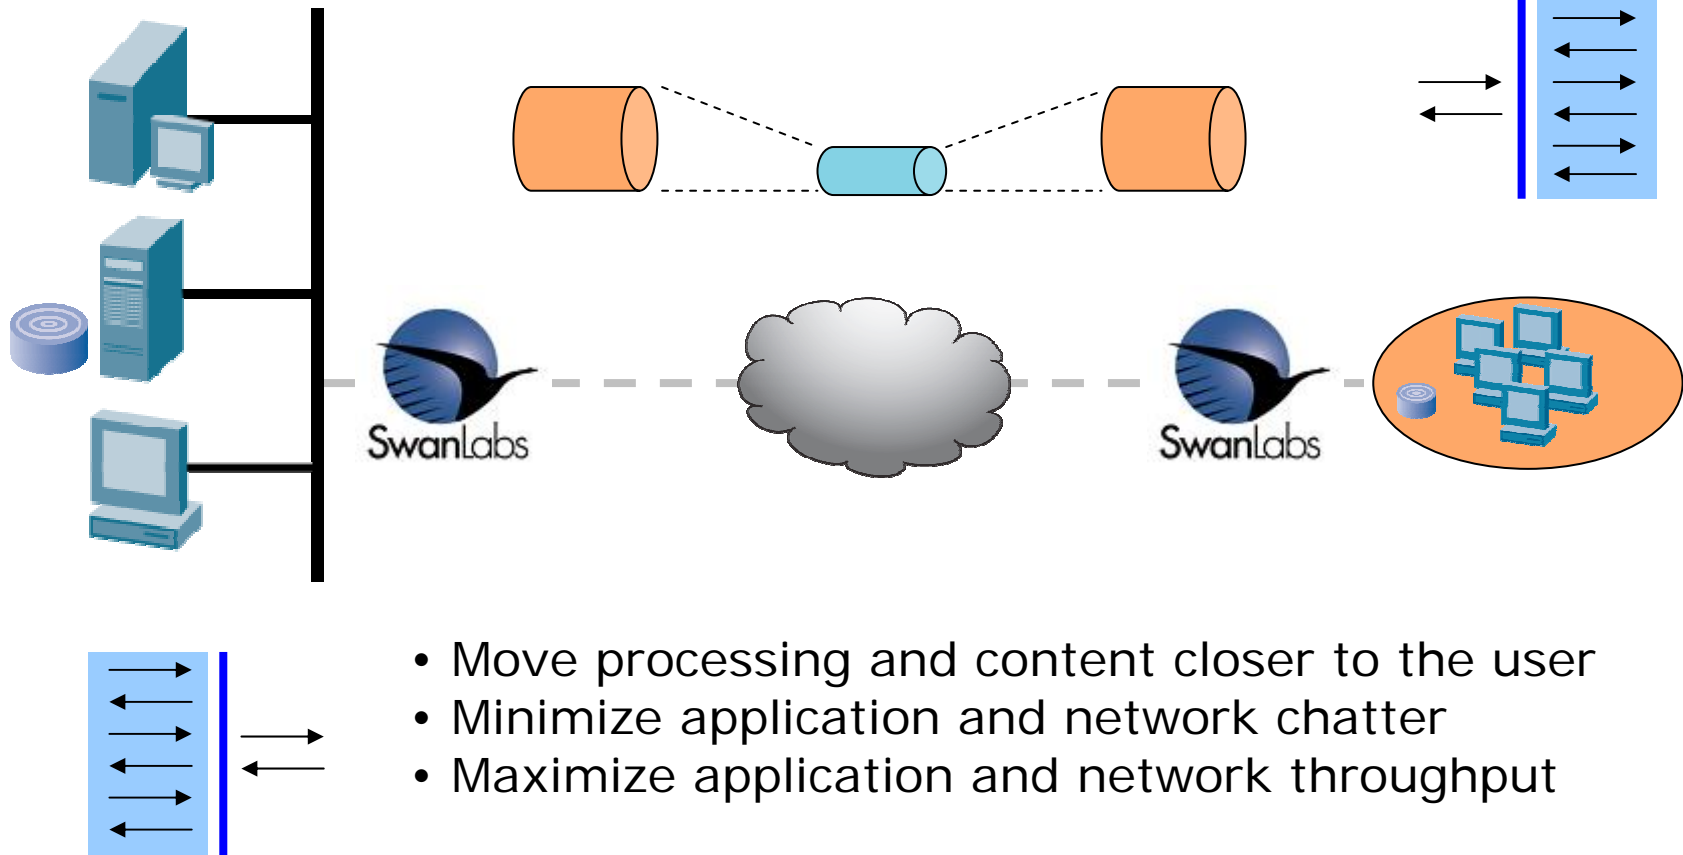 SwanLabs
SwanLabs
• Move processing and content closer to the user
• Minimize application and network chatter
• Maximize application and network throughput